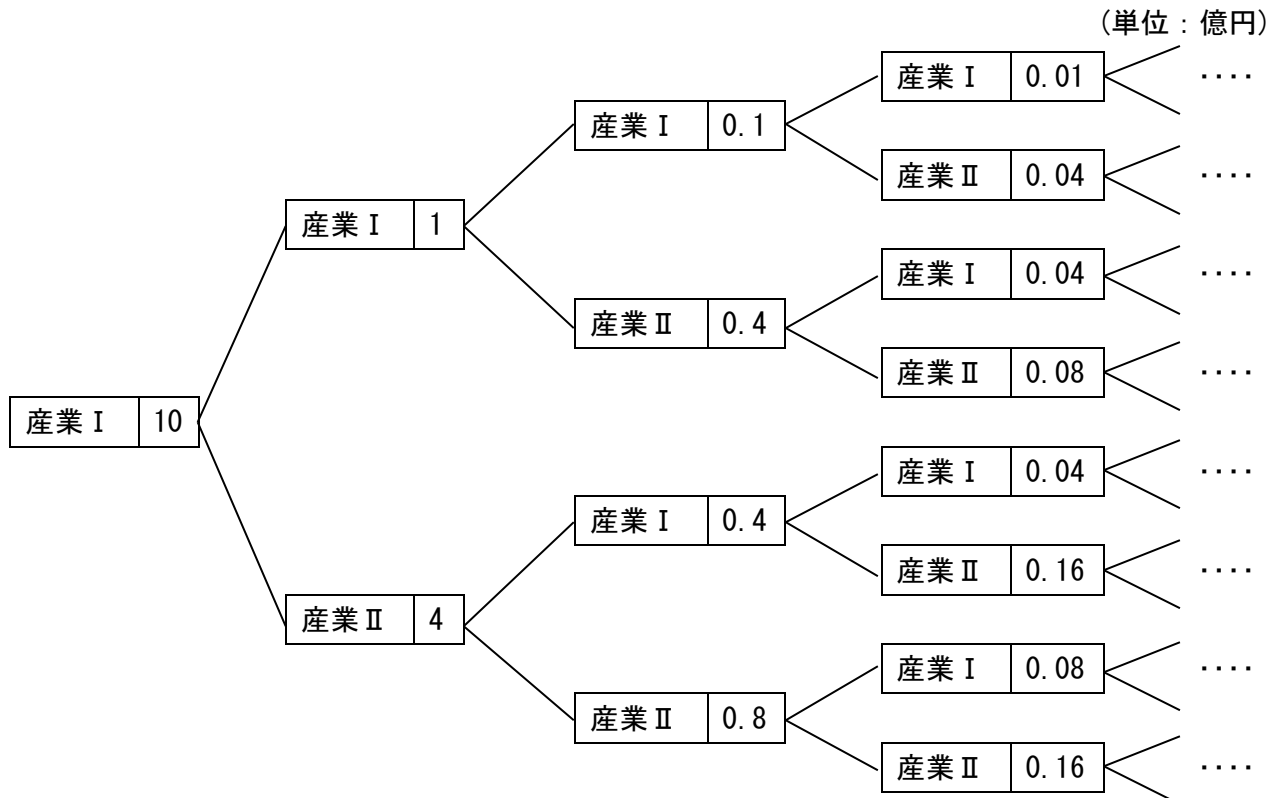 (単位:億円)
産業Ⅰ 0.01 ････
産業Ⅰ 0.1
産業Ⅱ 0.04 ････
産業Ⅰ 1
産業Ⅰ 0.04 ････
産業Ⅱ 0.4
産業Ⅱ 0.08 ････
産業Ⅰ 10
産業Ⅰ 0.04 ････
産業Ⅰ 0.4
産業Ⅱ 0.16 ････
産業Ⅱ 4
産業Ⅰ 0.08 ････
産業Ⅱ 0.8
産業Ⅱ 0.16 ････